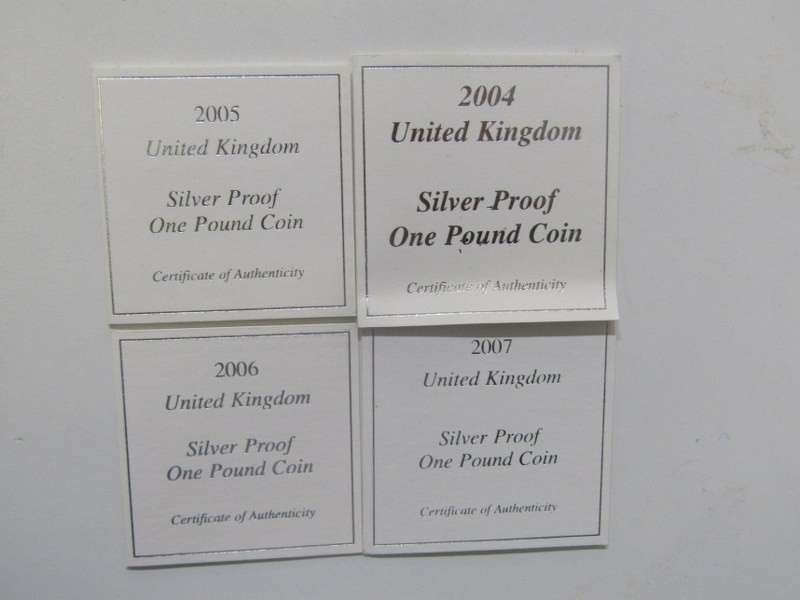 2005
United Kingdom
Silver Proof
One Pound Coin
Certificate of Authenticity
2004
United Kingdom
Silver Proof
One Pound Coin
Certificate of Authenticity
2006
United Kingdom
Silver Proof
One Pound Coin
Certificate of Authenticity
2007
United Kingdom
Silver Proof
One Pound Coin
Certificate of Authenticity